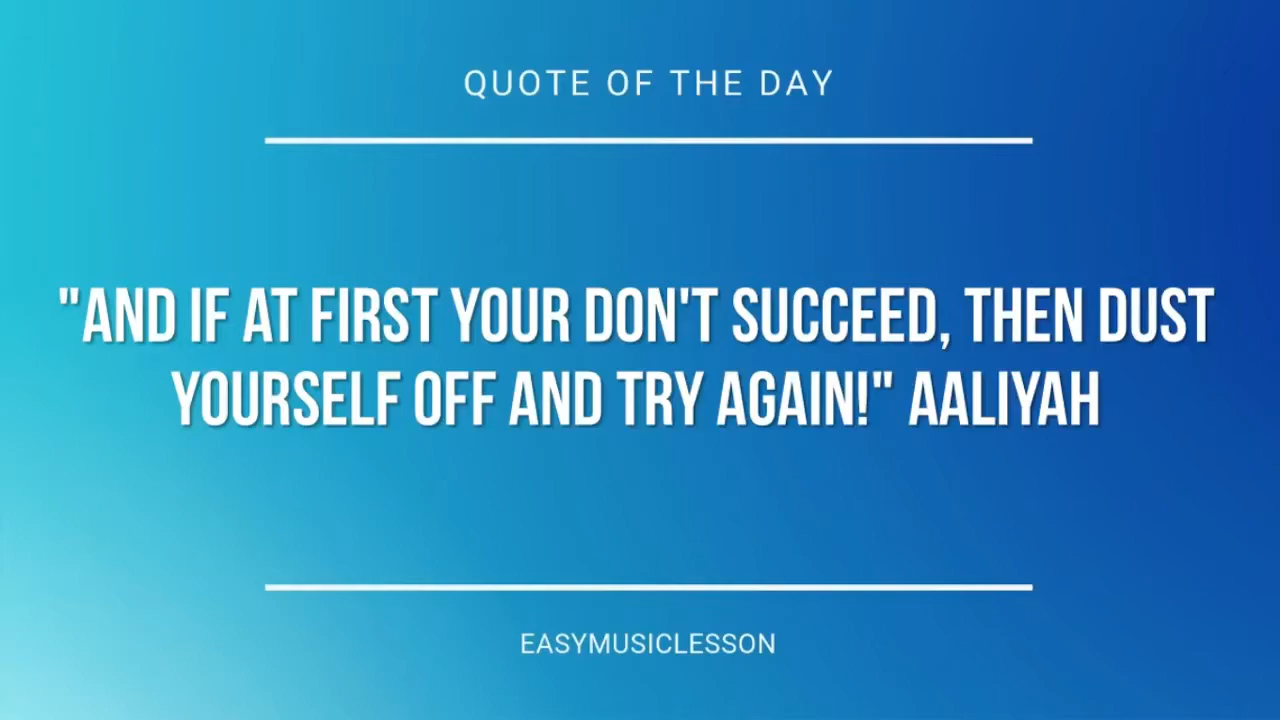 QUOTE OF THE DAY
"AND IF AT FIRST YOUR DON'T SUCCEED, THEN DUST
YOURSELF OFF AND TRY AGAIN!" AALIYAH
EASYMUSICLESSON